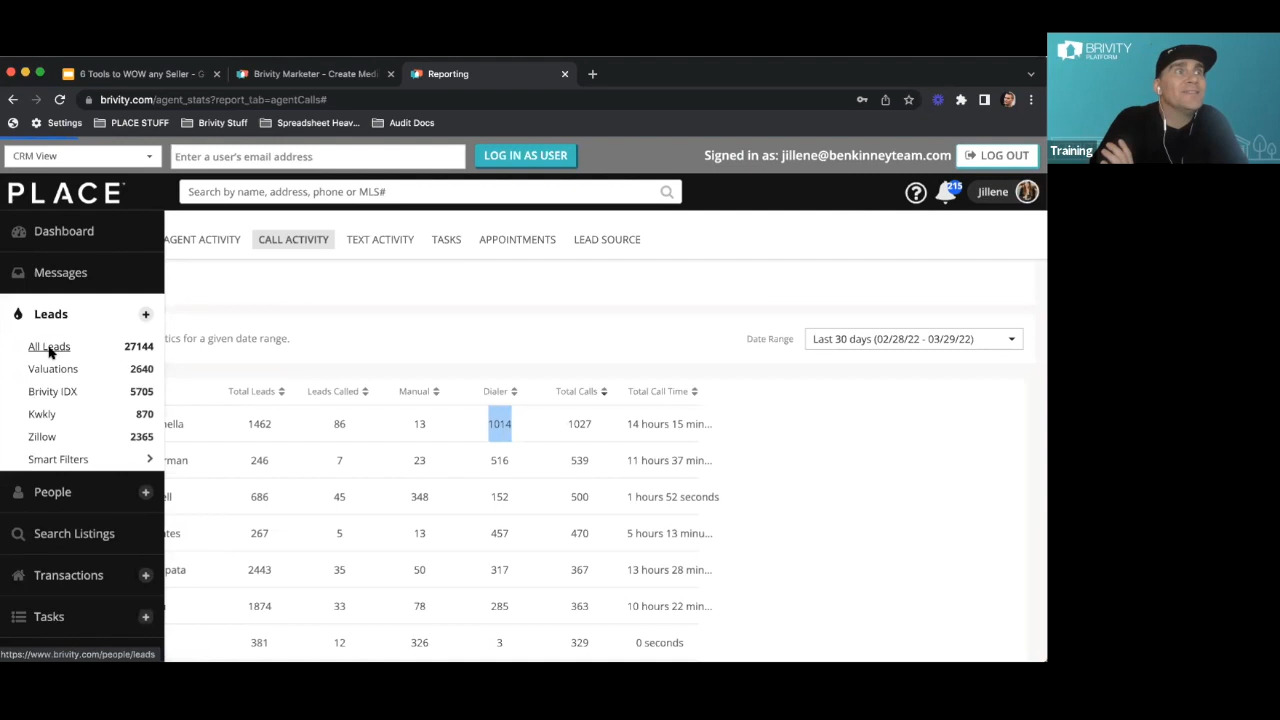 6 Tools to WOW any Seller - G
Brivity Marketer - Create Medi
Reporting
brivity.com/agent_stats?report_tab=agentCalls#
Settings
PLACE STUFF
Brivity Stuff
Spreadsheet Heav...
Audit Docs
CRM View
Enter a user's email address
LOG IN AS USER
Signed in as: jillene@benkinneyteam.com
LOG OUT
PLACE
Search by name, address, phone or MLS#
215
Jillene
Dashboard
Messages
Leads
All Leads 27144
Valuations 2640
Brivity IDX 5705
Kwkly 870
Zillow 2365
Smart Filters
People
Search Listings
Transactions
Tasks
https://www.brivity.com/people/leads
AGENT ACTIVITY CALL ACTIVITY TEXT ACTIVITY TASKS APPOINTMENTS LEAD SOURCE
tics for a given date range.
Date Range Last 30 days (02/28/22 - 03/29/22)
Total Leads Leads Called Manual Dialer Total Calls Total Call Time
ella 1462 86 13 1014 1027 14 hours 15 min...
rman 246 7 23 516 539 11 hours 37 min...
ell 686 45 348 152 500 1 hours 52 seconds
ates 267 5 13 457 470 5 hours 13 minu...
pata 2443 35 50 317 367 13 hours 28 min...
1874 33 78 285 363 10 hours 22 min...
381 12 326 3 329 0 seconds
BRIVITY
PLATFORM
Training